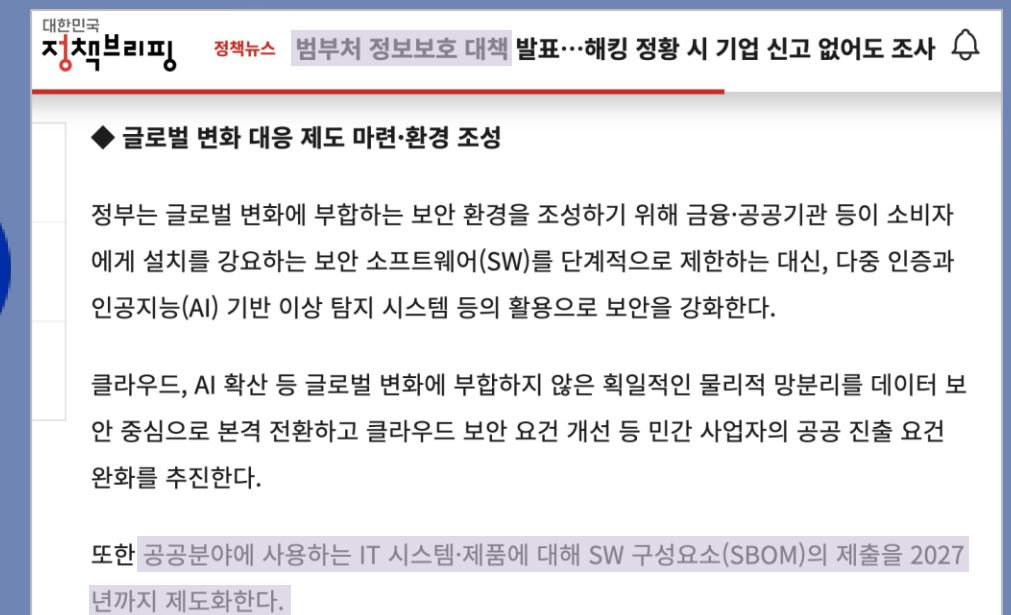 대한민국
정책브리핑 정책뉴스 범부처 정보보호 대책 발표…해킹 정황 시 기업 신고 없어도 조사
◆ 글로벌 변화 대응 제도 마련·환경 조성
정부는 글로벌 변화에 부합하는 보안 환경을 조성하기 위해 금융·공공기관 등이 소비자
에게 설치를 강요하는 보안 소프트웨어(SW)를 단계적으로 제한하는 대신, 다중 인증과
인공지능(AI) 기반 이상 탐지 시스템 등의 활용으로 보안을 강화한다.
클라우드, AI 확산 등 글로벌 변화에 부합하지 않은 획일적인 물리적 망분리를 데이터 보
안 중심으로 본격 전환하고 클라우드 보안 요건 개선 등 민간 사업자의 공공 진출 요건
완화를 추진한다.
또한 공공분야에 사용하는 IT 시스템·제품에 대해 SW 구성요소(SBOM)의 제출을 2027
년까지 제도화한다.